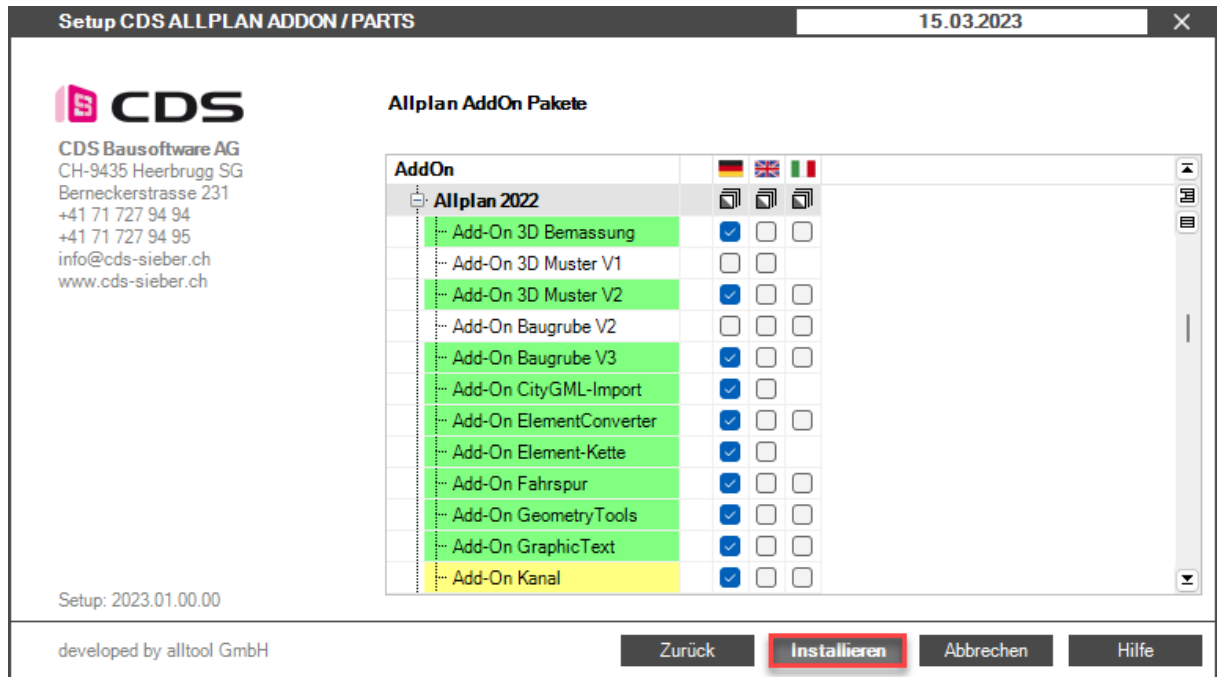 Setup CDS ALLPLAN ADDON / PARTS
15.03.2023
CDS
CDS Bausoftware AG
CH-9435 Heerbrugg SG
Berneckerstrasse 231
+41 71 727 94 94
+41 71 727 94 95
info@cds-sieber.ch
www.cds-sieber.ch
Allplan AddOn Pakete
AddOn
Allplan 2022
Add-On 3D Bemassung
Add-On 3D Muster V1
Add-On 3D Muster V2
Add-On Baugrube V2
Add-On Baugrube V3
Add-On CityGML-Import
Add-On ElementConverter
Add-On Element-Kette
Add-On Fahrspur
Add-On GeometryTools
Add-On GraphicText
Add-On Kanal
Setup: 2023.01.00.00
developed by alltool GmbH
Zurück
Installieren
Abbrechen
Hilfe